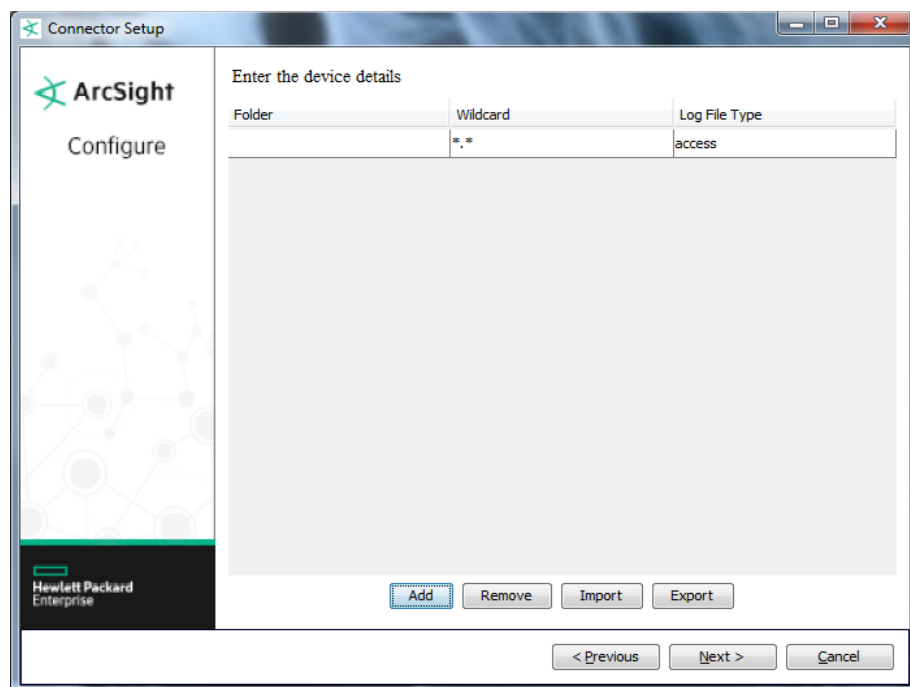 Connector Setup
ArcSight
Configure
Enter the device details
Folder Wildcard Log File Type
*.* access
Hewlett Packard
Enterprise
Add Remove Import Export
< Previous Next > Cancel